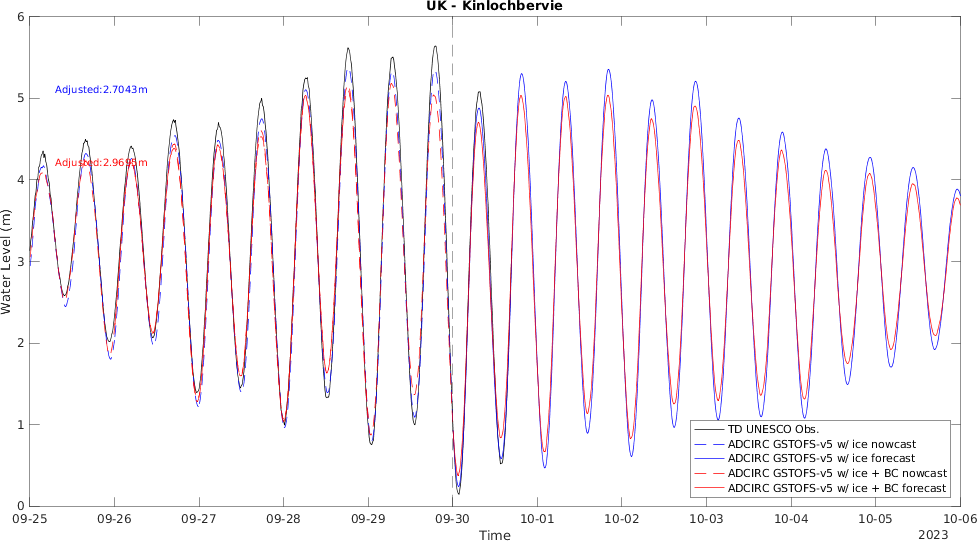 UK - Kinlochbervie
6
5
4
3
2
1
0
Water Level (m)
Adjusted:2.7043m
Adjusted:2.9695m
TD UNESCO Obs.
ADCIRC GSTOFS-v5 w/ ice nowcast
ADCIRC GSTOFS-v5 w/ ice forecast
ADCIRC GSTOFS-v5 w/ ice + BC nowcast
ADCIRC GSTOFS-v5 w/ ice + BC forecast
09-25 09-26 09-27 09-28 09-29 09-30 10-01 10-02 10-03 10-04 10-05 10-06
Time
2023